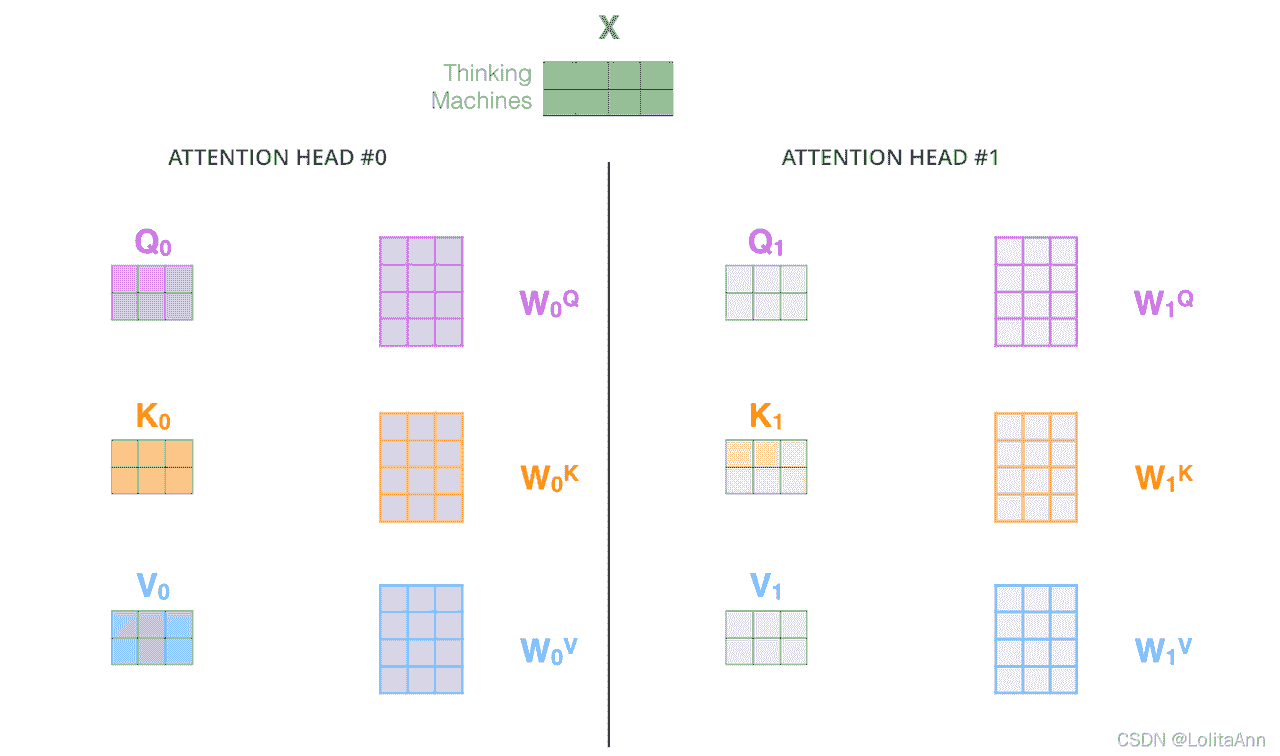 X
Thinking
Machines
ATTENTION HEAD #0
ATTENTION HEAD #1
Q₀
W₀Q
Q₁
W₁Q
K₀
W₀K
K₁
W₁K
V₀
W₀V
V₁
W₁V
CSDN @LolitaAnn